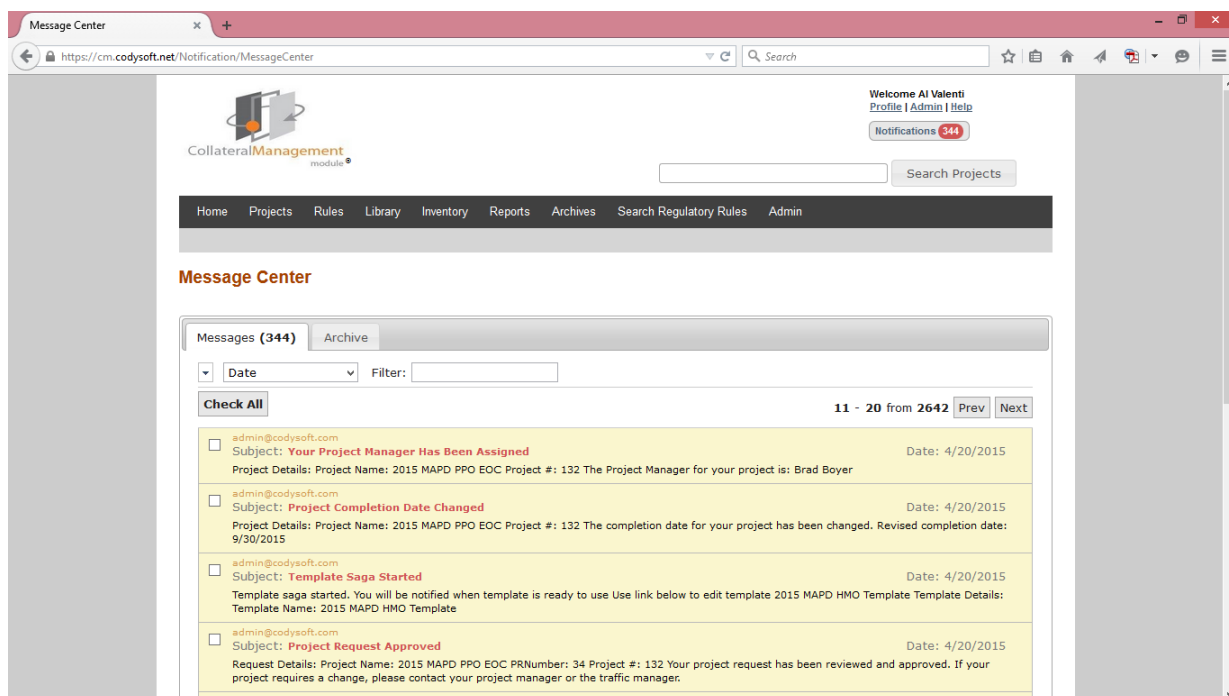 Message Center
https://cm.codysoft.net/Notification/MessageCenter
Search
CollateralManagement
module ®
Welcome Al Valenti
Profile | Admin | Help
Notifications 344
Search Projects
Home Projects Rules Library Inventory Reports Archives Search Regulatory Rules Admin
Message Center
Messages (344) Archive
Date Filter:
Check All
11 - 20 from 2642 Prev Next
admin@codysoft.com
Subject: Your Project Manager Has Been Assigned Date: 4/20/2015
Project Details: Project Name: 2015 MAPD PPO EOC Project #: 132 The Project Manager for your project is: Brad Boyer
admin@codysoft.com
Subject: Project Completion Date Changed Date: 4/20/2015
Project Details: Project Name: 2015 MAPD PPO EOC Project #: 132 The completion date for your project has been changed. Revised completion date:
9/30/2015
admin@codysoft.com
Subject: Template Saga Started Date: 4/20/2015
Template saga started. You will be notified when template is ready to use Use link below to edit template 2015 MAPD HMO Template Template Details:
Template Name: 2015 MAPD HMO Template
admin@codysoft.com
Subject: Project Request Approved Date: 4/20/2015
Request Details: Project Name: 2015 MAPD PPO EOC PRNumber: 34 Project #: 132 Your project request has been reviewed and approved. If your
project requires a change, please contact your project manager or the traffic manager.